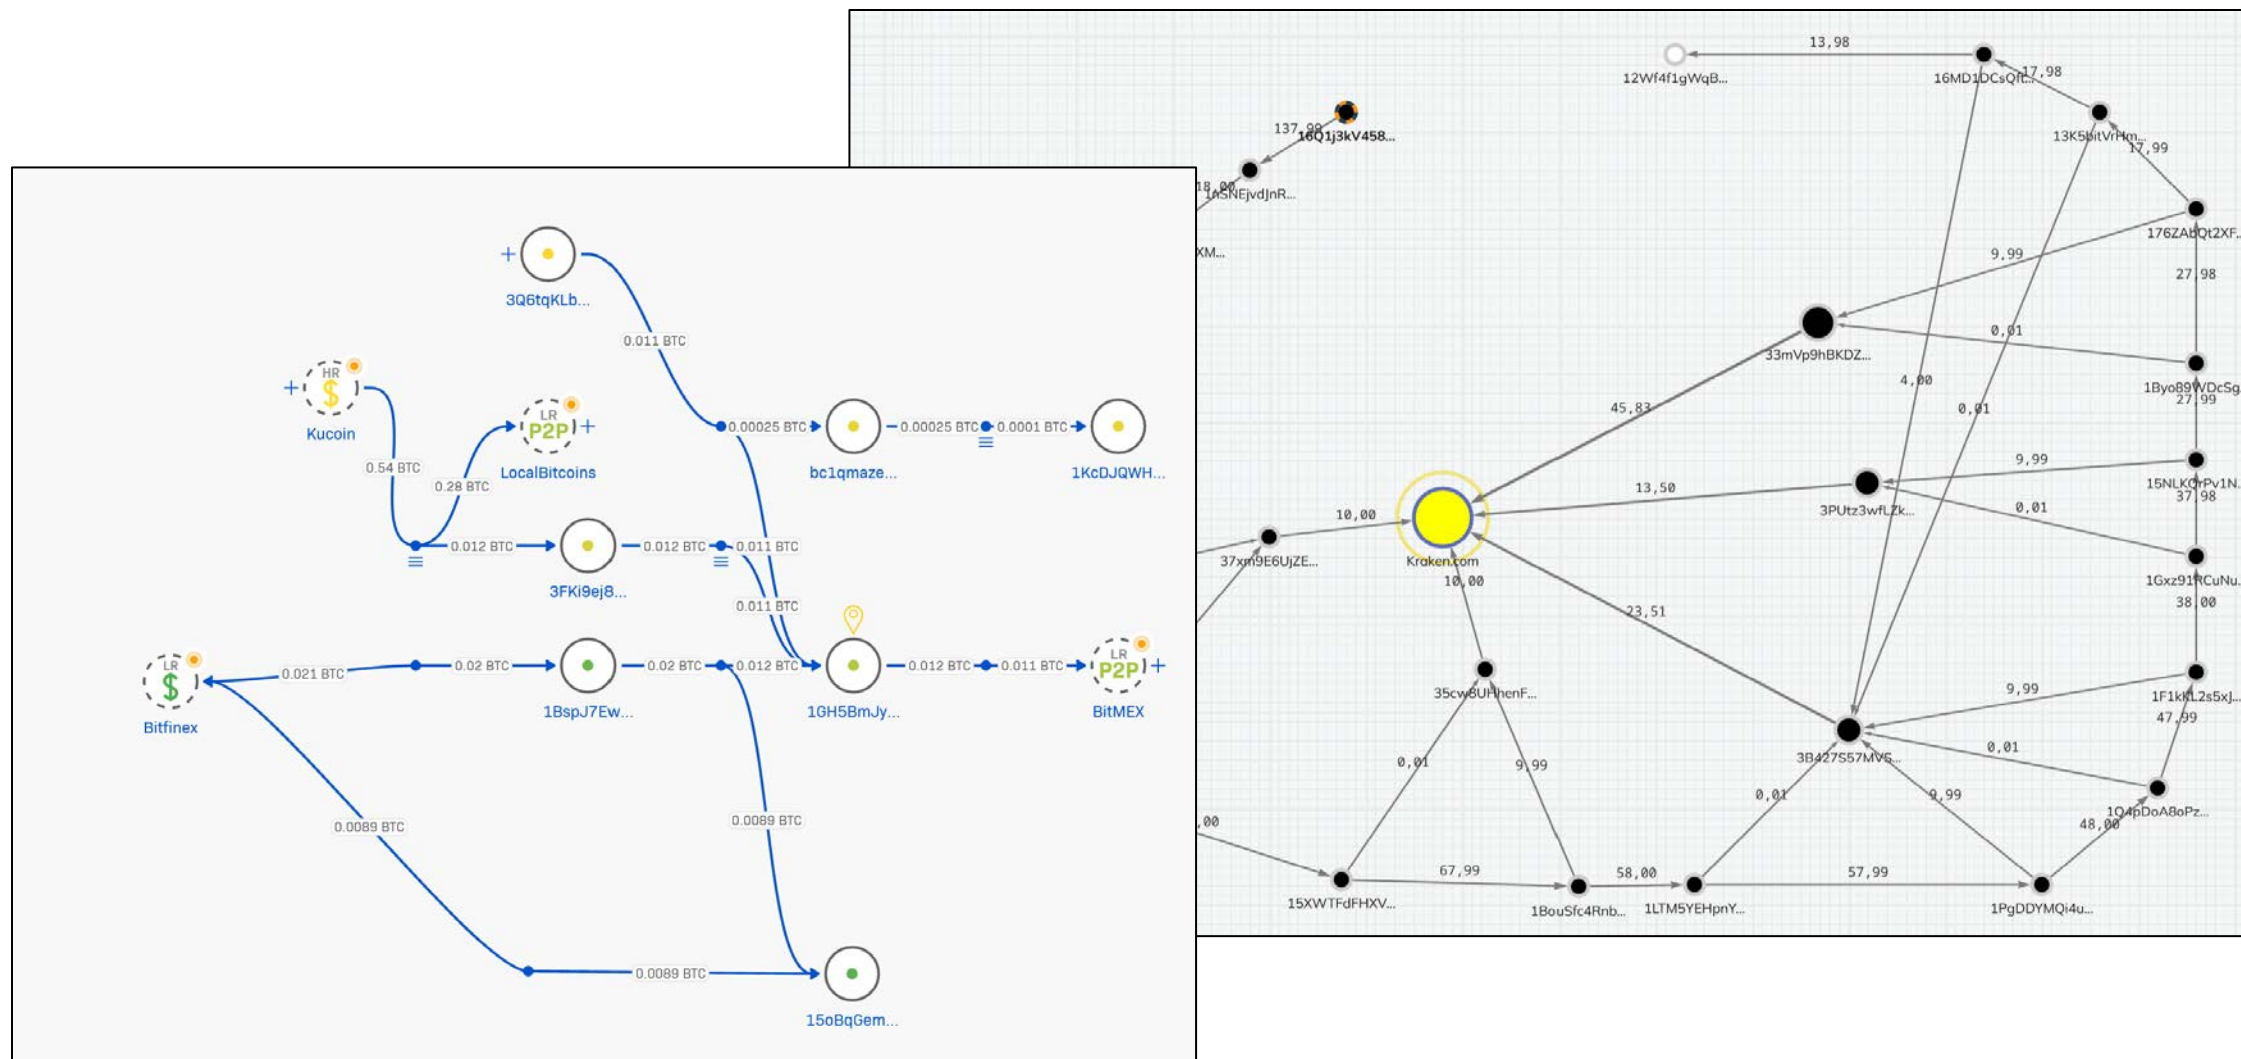 3Q6tqKLb...
0.011 BTC
HR
$
Kucoin
0.54 BTC
LR
P2P
LocalBitcoins
0.28 BTC
0.00025 BTC
bc1qmaze...
0.00025 BTC
0.0001 BTC
1KcDJQWH...
0.012 BTC
3FKi9ej8...
0.012 BTC
0.011 BTC
0.011 BTC
LR
$
Bitfinex
0.021 BTC
0.02 BTC
1BspJ7Ew...
0.02 BTC
0.012 BTC
1GH5BmJy...
0.012 BTC
0.011 BTC
LR
P2P
BitMEX
0.0089 BTC
0.0089 BTC
0.0089 BTC
15oBqGem...
13,98
12Wf4f1gWqB...
17,98
137,99
16Q1j3kV458...
17,99
18,00
XM...
176ZAbQt2XF...
9,99
27,98
0,01
33mVp9hBKDZ...
4,00
27,99
45,83
0,01
9,99
13,50
37,98
3PUtz3wfLZk...
0,01
10,00
37xm9E6UjZE...
Kraken.com
10,00
38,00
23,51
35cw8UHhenF...
9,99
47,99
0,01
3B427S57MVS...
0,01
9,99
0,01
9,99
1Q4pDoA8oPz...
48,00
,00
67,99
58,00
57,99
15XWTFdFHXV...
1BouSfc4Rnb...
1LTM5YEHpnY...
1PgDDYMQi4u...